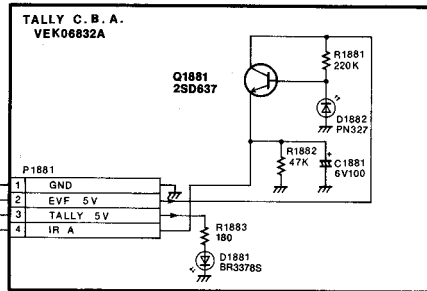 TALLY C.B.A.
VEK06832A
Q1881
2SD637
R1881
220K
D1882
PN327
R1882
47K
C1881
6V100
P1881
1 GND
2 EVF 5V
3 TALLY 5V
4 IR A
R1883
180
D1881
BR3378S